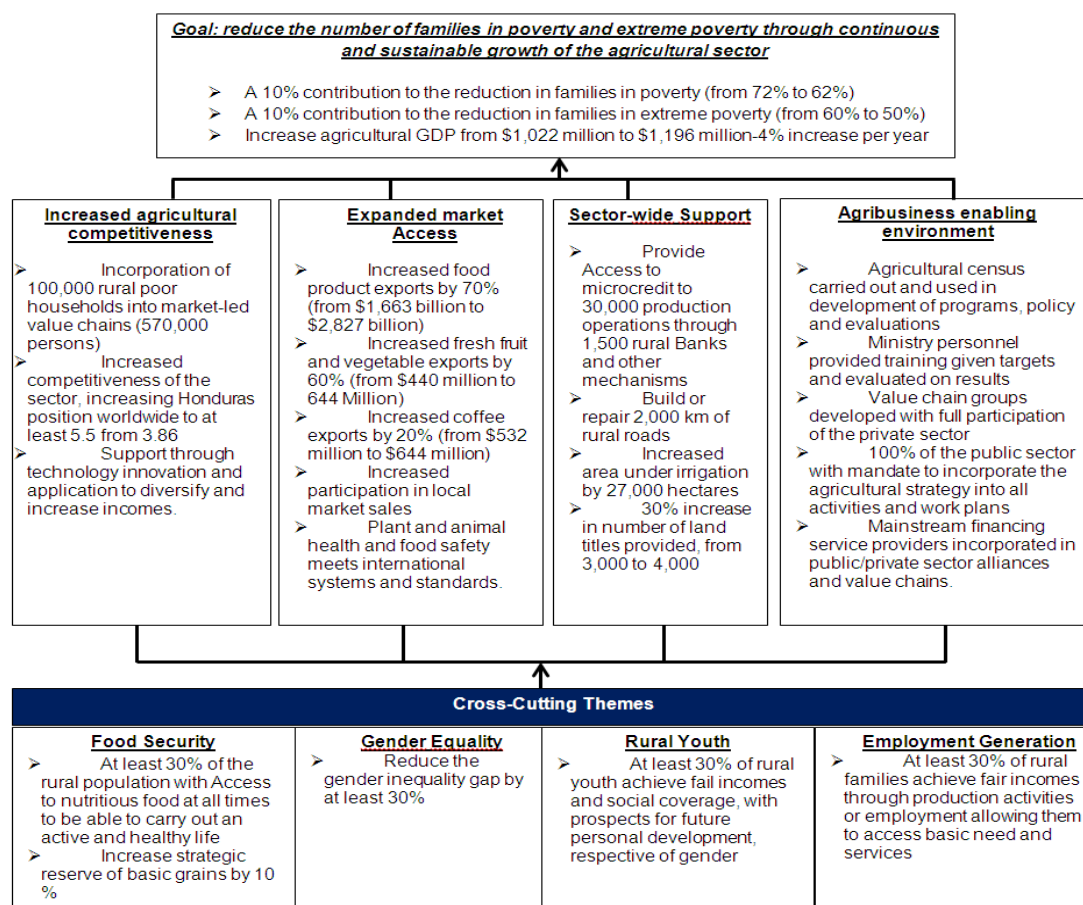 Goal: reduce the number of families in poverty and extreme poverty through continuous
and sustainable growth of the agricultural sector
➢ A 10% contribution to the reduction in families in poverty (from 72% to 62%)
➢ A 10% contribution to the reduction in families in extreme poverty (from 60% to 50%)
➢ Increase agricultural GDP from $1,022 million to $1,196 million-4% increase per year
Increased agricultural
competitiveness
➢ Incorporation of
100,000 rural poor
households into market-led
value chains (570,000
persons)
➢ Increased
competitiveness of the
sector, increasing Honduras
position worldwide to at
least 5.5 from 3.86
➢ Support through
technology innovation and
application to diversify and
increase incomes.
Expanded market
Access
➢ Increased food
product exports by 70%
(from $1,663 billion to
$2,827 billion)
➢ Increased fresh fruit
and vegetable exports by
60% (from $440 million to
644 Million)
➢ Increased coffee
exports by 20% (from $532
million to $644 million)
➢ Increased
participation in local
market sales
➢ Plant and animal
health and food safety
meets international
systems and standards.
Sector-wide Support
➢ Provide
Access to
microcredit to
30,000 production
operations through
1,500 rural Banks
and other
mechanisms
➢ Build or
repair 2,000 km of
rural roads
➢ Increased
area under irrigation
by 27,000 hectares
➢ 30% increase
in number of land
titles provided, from
3,000 to 4,000
Agribusiness enabling
environment
➢ Agricultural census
carried out and used in
development of programs, policy
and evaluations
➢ Ministry personnel
provided training given targets
and evaluated on results
➢ Value chain groups
developed with full participation
of the private sector
➢ 100% of the public sector
with mandate to incorporate the
agricultural strategy into all
activities and work plans
➢ Mainstream financing
service providers incorporated in
public/private sector alliances
and value chains.
Cross-Cutting Themes
Food Security
➢ At least 30% of the
rural population with Access
to nutritious food at all times
to be able to carry out an
active and healthy life
➢ Increase strategic
reserve of basic grains by 10
%
Gender Equality
➢ Reduce the
gender inequality gap by
at least 30%
Rural Youth
➢ At least 30% of rural
youth achieve fail incomes
and social coverage, with
prospects for future
personal development,
respective of gender
Employment Generation
➢ At least 30% of rural
families achieve fair incomes
through production activities
or employment allowing them
to access basic need and
services